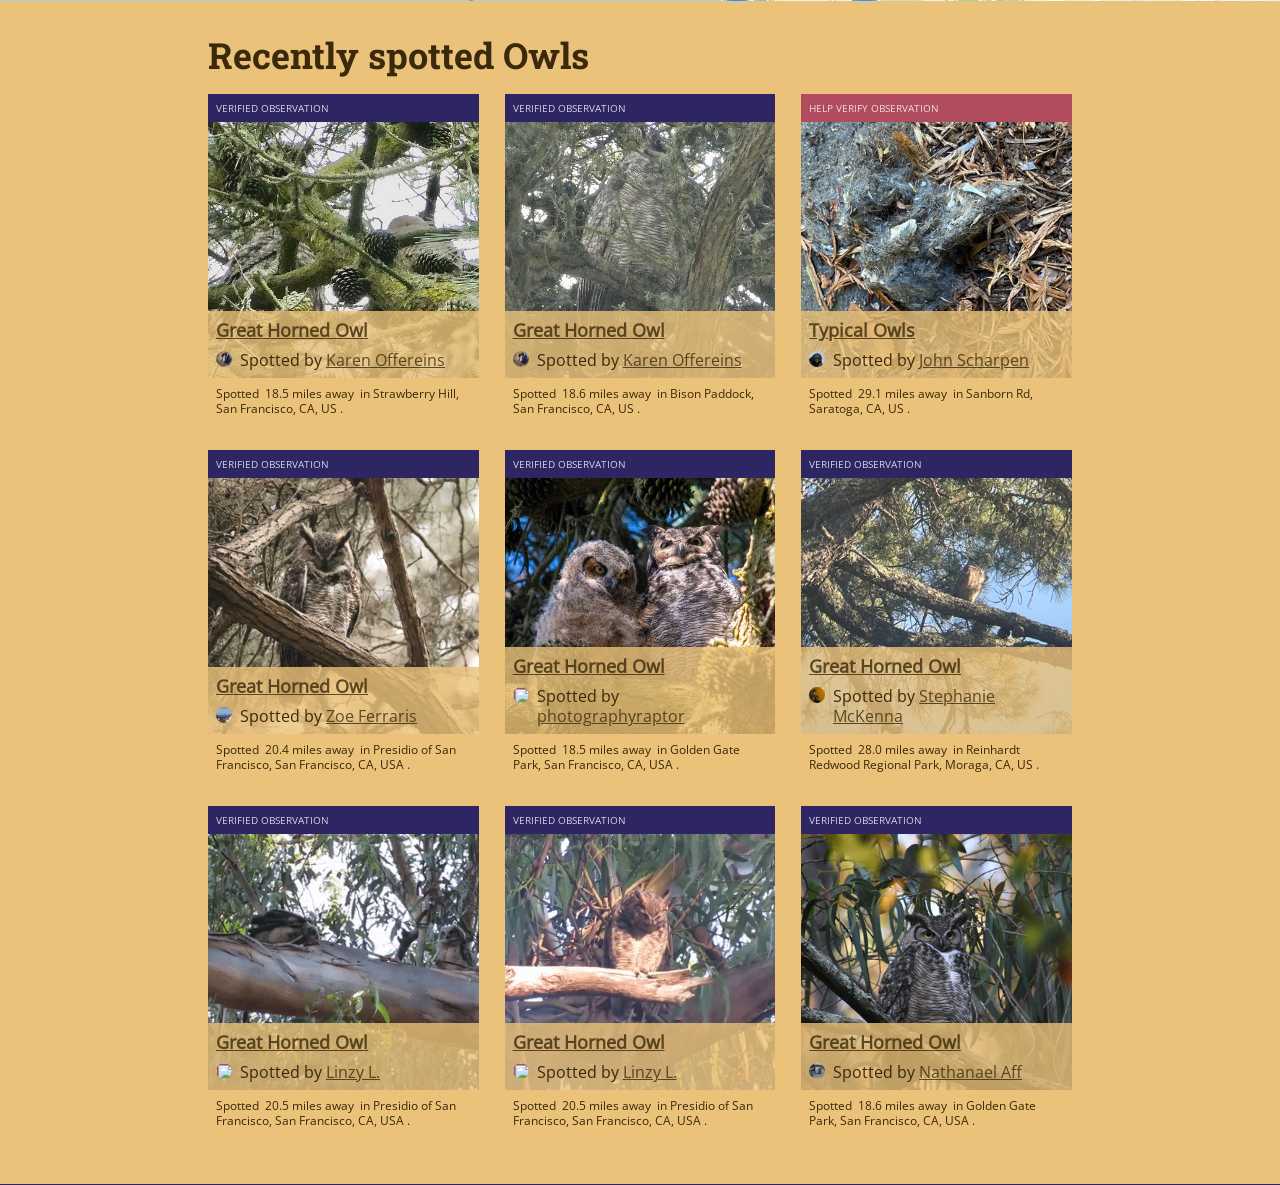 Recently spotted Owls
VERIFIED OBSERVATION
Great Horned Owl
Spotted by Karen Offereins
Spotted 18.5 miles away in Strawberry Hill,
San Francisco, CA, US .
VERIFIED OBSERVATION
Great Horned Owl
Spotted by Karen Offereins
Spotted 18.6 miles away in Bison Paddock,
San Francisco, CA, US .
HELP VERIFY OBSERVATION
Typical Owls
Spotted by John Scharpen
Spotted 29.1 miles away in Sanborn Rd,
Saratoga, CA, US .
VERIFIED OBSERVATION
Great Horned Owl
Spotted by Zoe Ferraris
Spotted 20.4 miles away in Presidio of San
Francisco, San Francisco, CA, USA .
VERIFIED OBSERVATION
Great Horned Owl
Spotted by
photographyraptor
Spotted 18.5 miles away in Golden Gate
Park, San Francisco, CA, USA .
VERIFIED OBSERVATION
Great Horned Owl
Spotted by Stephanie
McKenna
Spotted 28.0 miles away in Reinhardt
Redwood Regional Park, Moraga, CA, US .
VERIFIED OBSERVATION
Great Horned Owl
Spotted by Linzy L.
Spotted 20.5 miles away in Presidio of San
Francisco, San Francisco, CA, USA .
VERIFIED OBSERVATION
Great Horned Owl
Spotted by Linzy L.
Spotted 20.5 miles away in Presidio of San
Francisco, San Francisco, CA, USA .
VERIFIED OBSERVATION
Great Horned Owl
Spotted by Nathanael Aff
Spotted 18.6 miles away in Golden Gate
Park, San Francisco, CA, USA .